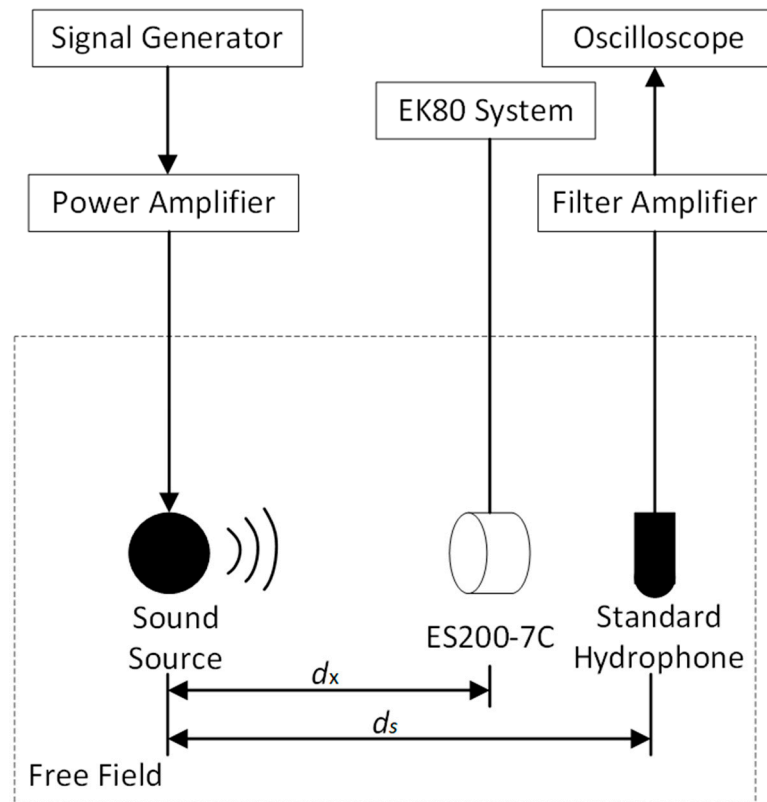 Signal Generator
Oscilloscope
EK80 System
Power Amplifier
Filter Amplifier
Sound
Source
ES200-7C
Standard
Hydrophone
dx
ds
Free Field